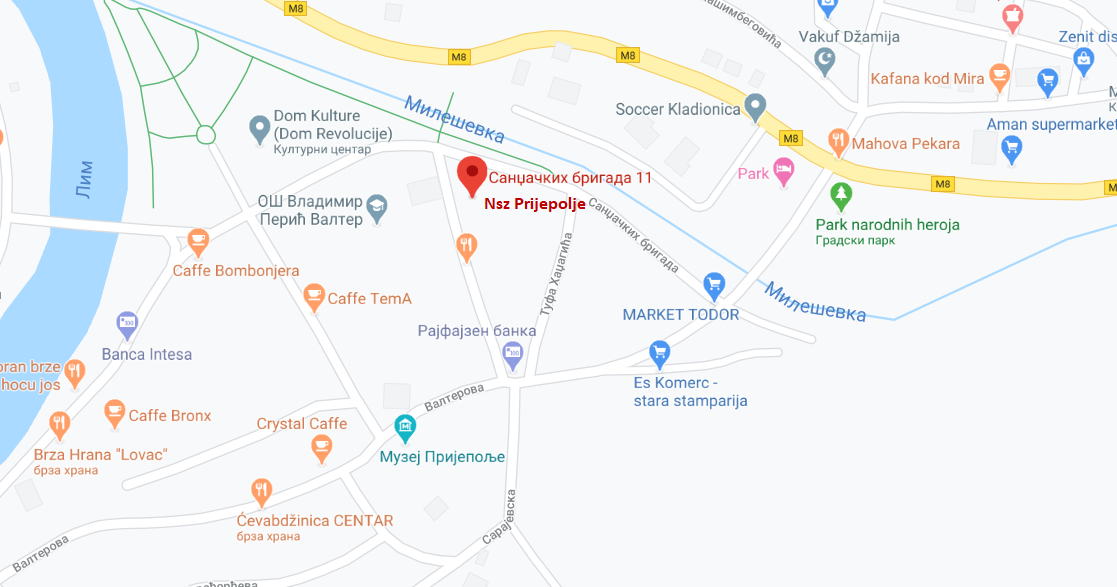 M8
M8
M8
M8
M8
Vakuf Džamija
Zenit dis
Kafana kod Mira
Милешевка
Soccer Kladionica
Aman supermarket
Dom Kulture
(Dom Revolucije)
Културни центар
Mahova Pekara
Park
Лим
Санџачких бригада 11
Nsz Prijepolje
ОШ Владимир
Перић Валтер
Санџачких бригада
Park narodnih heroja
Градски парк
Caffe Bombonjera
Туфа Хаџагића
Caffe TemA
Милешевка
MARKET TODOR
Рајфајзен банка
Banca Intesa
oran brze
hocu jos
Es Komerc -
stara stamparija
Валтерова
Caffe Bronx
Crystal Caffe
Brza Hrana "Lovac"
брза храна
Музеј Пријепоље
Ćevabdžinica CENTAR
брза храна
Сарајевска
Валтерова